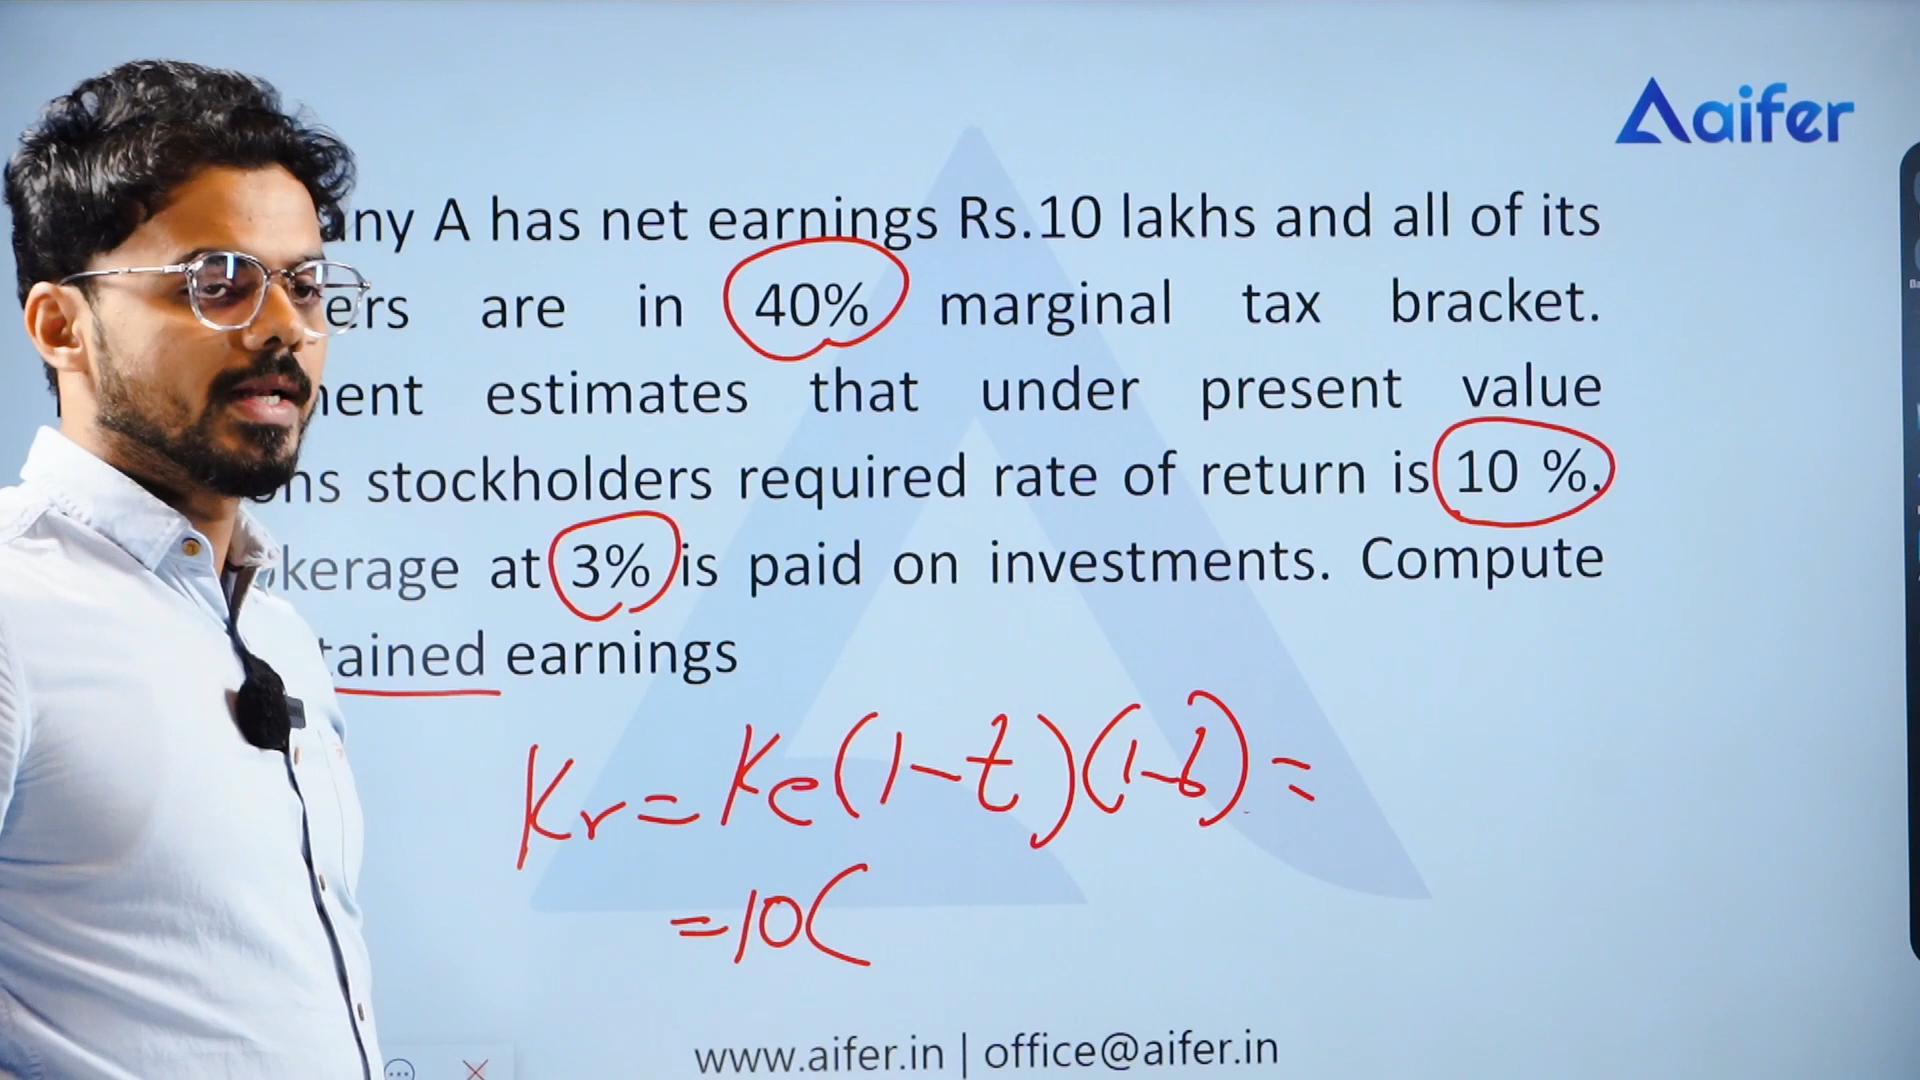 aifer
any A has net earnings Rs.10 lakhs and all of its
ers are in 40% marginal tax bracket.
ent estimates that under present value
ns stockholders required rate of return is 10 %.
kerage at 3% is paid on investments. Compute
tained earnings
Kr = Ke(1-t)(1-b) =
= 10(
www.aifer.in | office@aifer.in